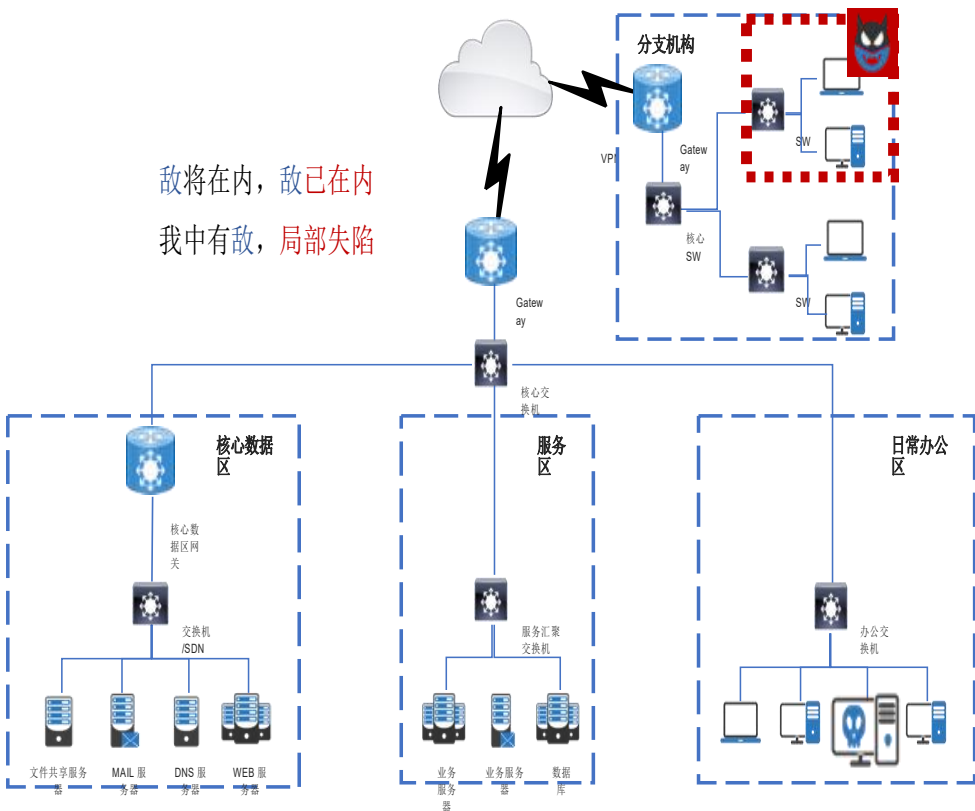 分支机构
VPN
Gatew
ay
SW
核心
SW
SW
敌将在内，敌已在内
我中有敌，局部失陷
Gatew
ay
核心交
换机
核心数据
区
核心数
据区网
关
交换机
/SDN
文件共享服务
器
MAIL 服
务器
DNS 服
务器
WEB 服
务器
服务
区
服务汇聚
交换机
业务
服务
器
业务服务
器
数据
库
日常办公
区
办公交
换机